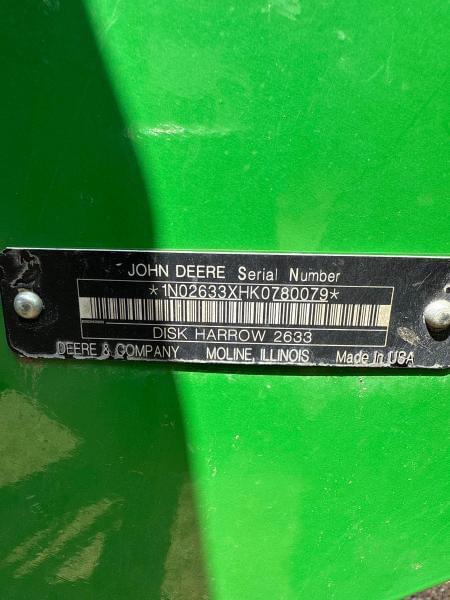 JOHN DEERE Serial Number
*1N02633XHK0780079*
DISK HARROW 2633
DEERE & COMPANY MOLINE, ILLINOIS Made In USA